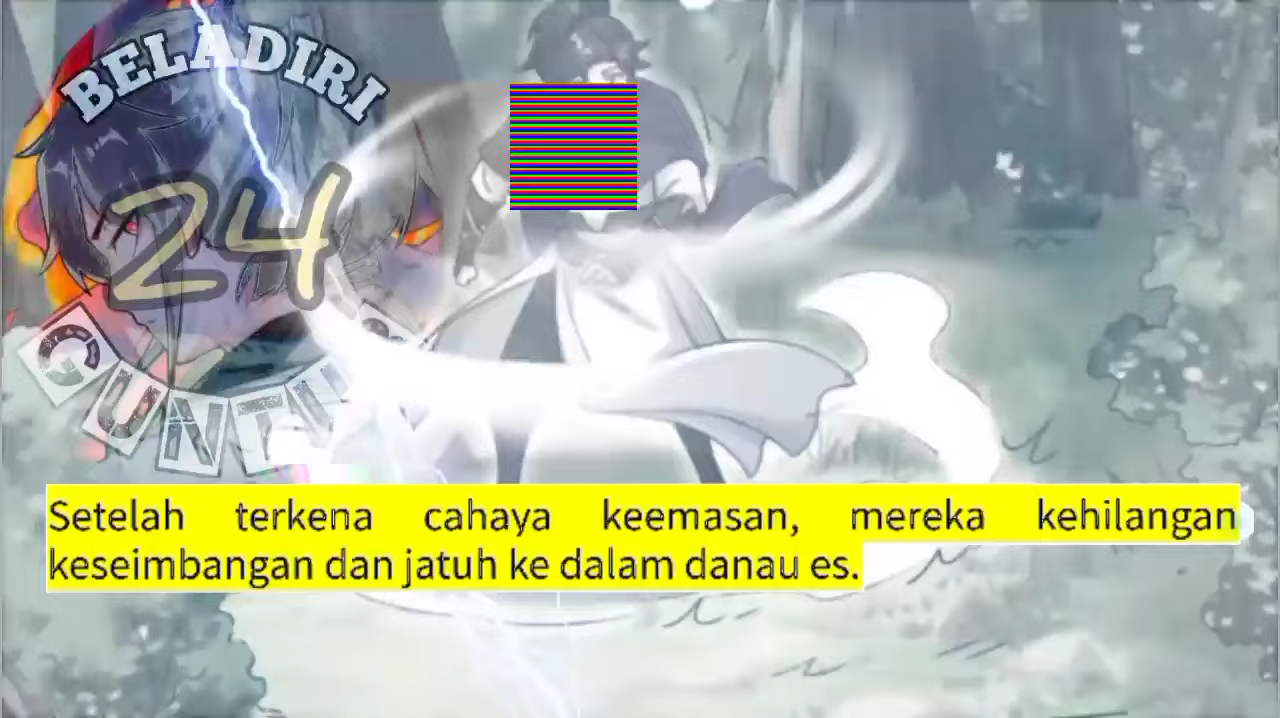 BELADIRI
24
Setelah terkena cahaya keemasan, mereka kehilangan
keseimbangan dan jatuh ke dalam danau es.